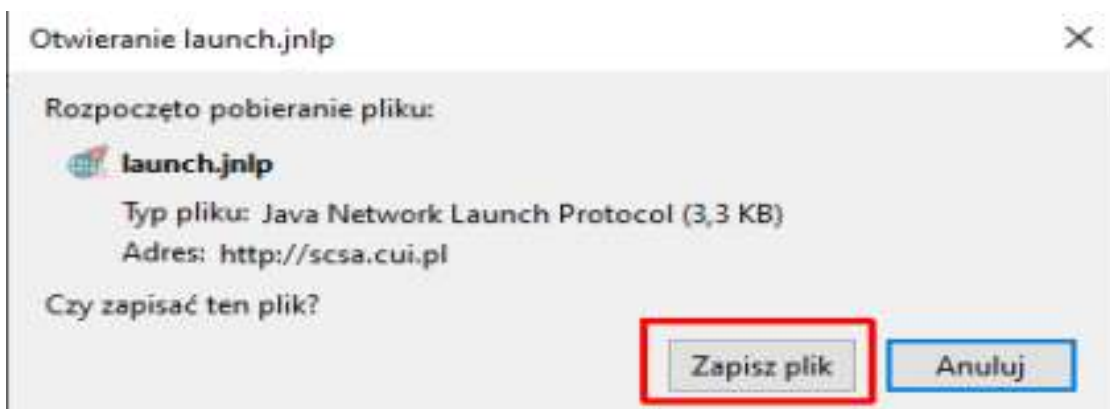 Otwieranie launch.jnlp
Rozpoczęto pobieranie pliku:
launch.jnlp
Typ pliku: Java Network Launch Protocol (3,3 KB)
Adres: http://scsa.cui.pl
Czy zapisać ten plik?
Zapisz plik Anuluj